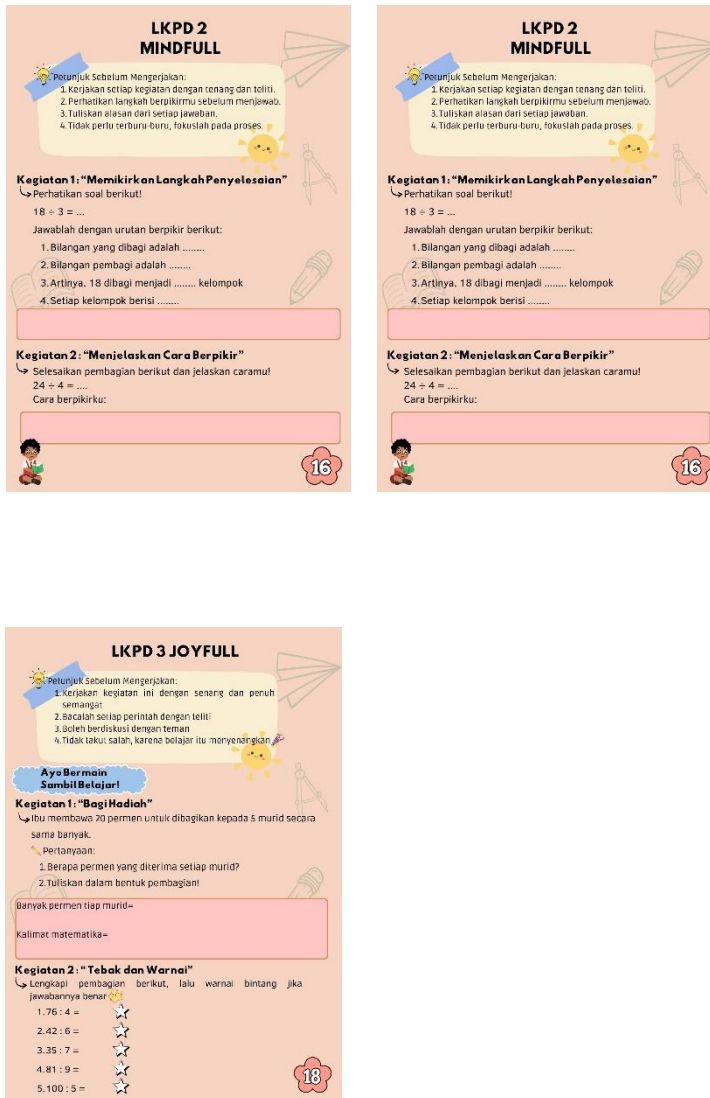 LKPD 2
MINDFULL
Petunjuk Sebelum Mengerjakan:
1. Kerjakan setiap kegiatan dengan tenang dan teliti.
2. Perhatikan langkah berpikirmu sebelum menjawab.
3. Tuliskan alasan dari setiap jawaban.
4. Tidak perlu terburu-buru, fokuslah pada proses.
Kegiatan 1: “Memikirkan Langkah Penyelesaian”
Perhatikan soal berikut!
18 ÷ 3 = ...
Jawablah dengan urutan berpikir berikut:
1. Bilangan yang dibagi adalah ........
2. Bilangan pembagi adalah ........
3. Artinya, 18 dibagi menjadi ........ kelompok
4. Setiap kelompok berisi ........
Kegiatan 2: “Menjelaskan Cara Berpikir”
Selesaikan pembagian berikut dan jelaskan caramu!
24 ÷ 4 = ....
Cara berpikirku:
16
LKPD 2
MINDFULL
Petunjuk Sebelum Mengerjakan:
1. Kerjakan setiap kegiatan dengan tenang dan teliti.
2. Perhatikan langkah berpikirmu sebelum menjawab.
3. Tuliskan alasan dari setiap jawaban.
4. Tidak perlu terburu-buru, fokuslah pada proses.
Kegiatan 1: “Memikirkan Langkah Penyelesaian”
Perhatikan soal berikut!
18 ÷ 3 = ...
Jawablah dengan urutan berpikir berikut:
1. Bilangan yang dibagi adalah ........
2. Bilangan pembagi adalah ........
3. Artinya, 18 dibagi menjadi ........ kelompok
4. Setiap kelompok berisi ........
Kegiatan 2: “Menjelaskan Cara Berpikir”
Selesaikan pembagian berikut dan jelaskan caramu!
24 ÷ 4 = ....
Cara berpikirku:
16
LKPD 3 JOYFULL
Petunjuk Sebelum Mengerjakan:
1. Kerjakan kegiatan ini dengan senang dan penuh
semangat
2. Bacalah setiap perintah dengan teliti
3. Boleh berdiskusi dengan teman
4. Tidak takut salah, karena belajar itu menyenangkan
Ayo Bermain
Sambil Belajar!
Kegiatan 1: “Bagi Hadiah”
Ibu membawa 20 permen untuk dibagikan kepada 5 murid secara
sama banyak.
Pertanyaan:
1. Berapa permen yang diterima setiap murid?
2. Tuliskan dalam bentuk pembagian!
Banyak permen tiap murid=
Kalimat matematika=
Kegiatan 2: “ Tebak dan Warnai”
Lengkapi pembagian berikut, lalu warnai bintang jika
jawabannya benar
1. 76 : 4 =
2. 42 : 6 =
3. 35 : 7 =
4. 81 : 9 =
5. 100 : 5 =
18